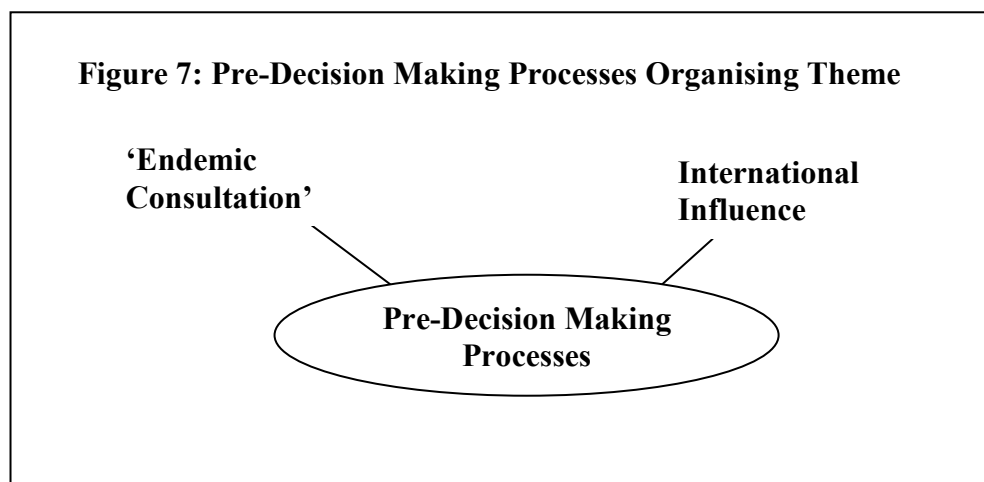 Figure 7: Pre-Decision Making Processes Organising Theme
‘Endemic
Consultation’
International
Influence
Pre-Decision Making
Processes